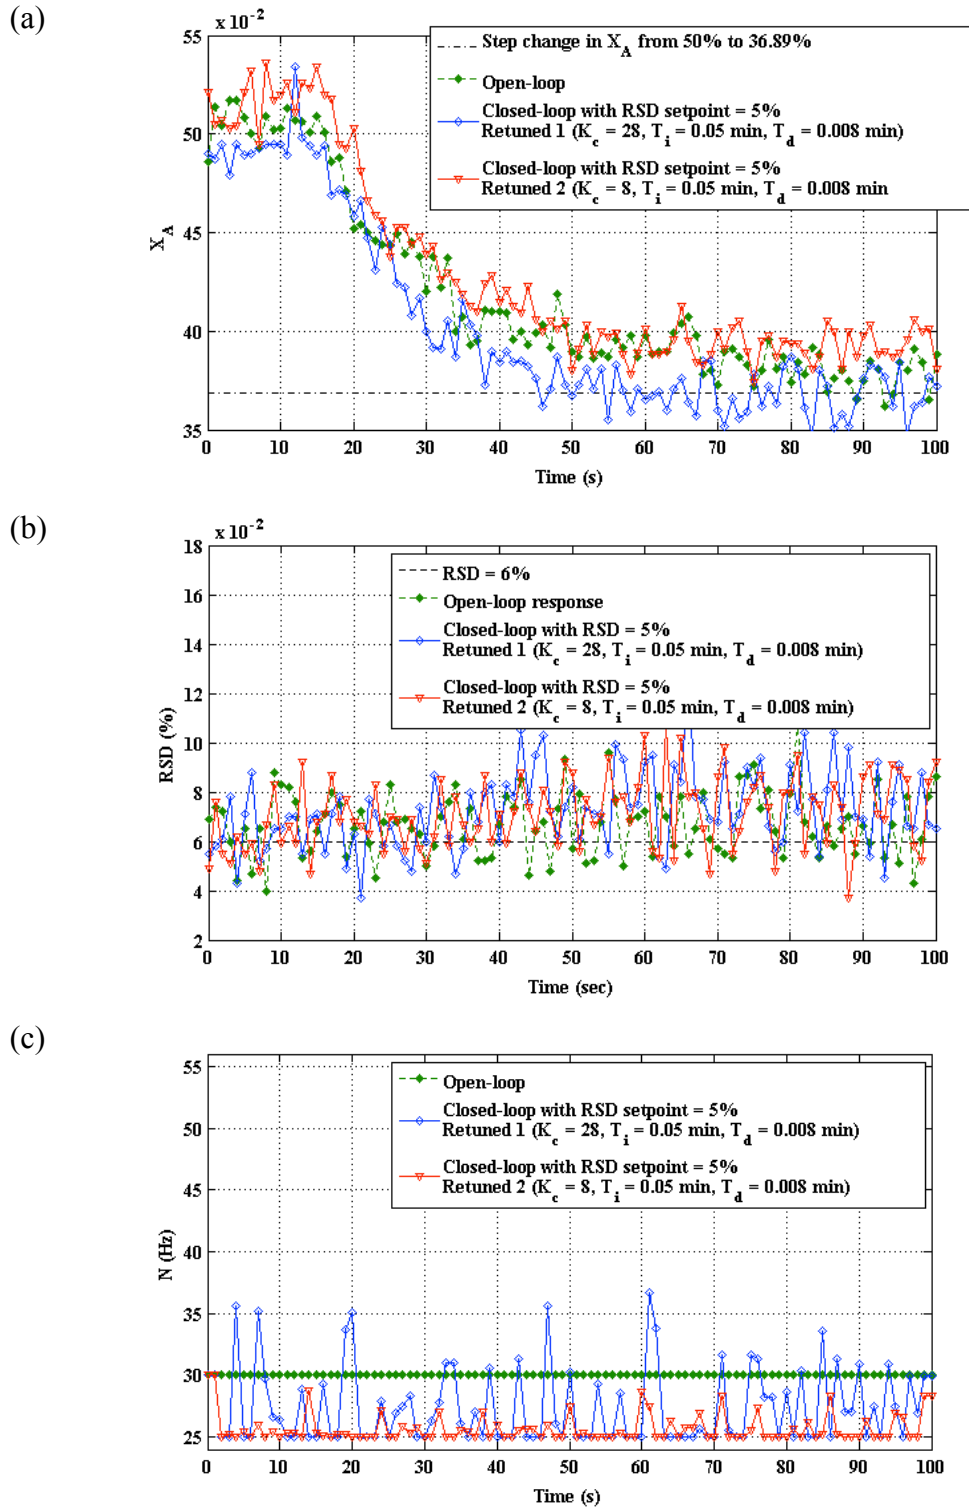 (a)
x 10-2
55
50
45
40
35
X_A
Step change in X_A from 50% to 36.89%
Open-loop
Closed-loop with RSD setpoint = 5%
Retuned 1 (K_c = 28, T_i = 0.05 min, T_d = 0.008 min)
Closed-loop with RSD setpoint = 5%
Retuned 2 (K_c = 8, T_i = 0.05 min, T_d = 0.008 min
0 10 20 30 40 50 60 70 80 90 100
Time (s)
(b)
x 10-2
18
16
14
12
10
8
6
4
2
RSD (%)
RSD = 6%
Open-loop response
Closed-loop with RSD = 5%
Retuned 1 (K_c = 28, T_i = 0.05 min, T_d = 0.008 min)
Closed-loop with RSD = 5%
Retuned 2 (K_c = 8, T_i = 0.05 min, T_d = 0.008 min)
0 10 20 30 40 50 60 70 80 90 100
Time (sec)
(c)
55
50
45
40
35
30
25
N (Hz)
Open-loop
Closed-loop with RSD setpoint = 5%
Retuned 1 (K_c = 28, T_i = 0.05 min, T_d = 0.008 min)
Closed-loop with RSD setpoint = 5%
Retuned 2 (K_c = 8, T_i = 0.05 min, T_d = 0.008 min)
0 10 20 30 40 50 60 70 80 90 100
Time (s)